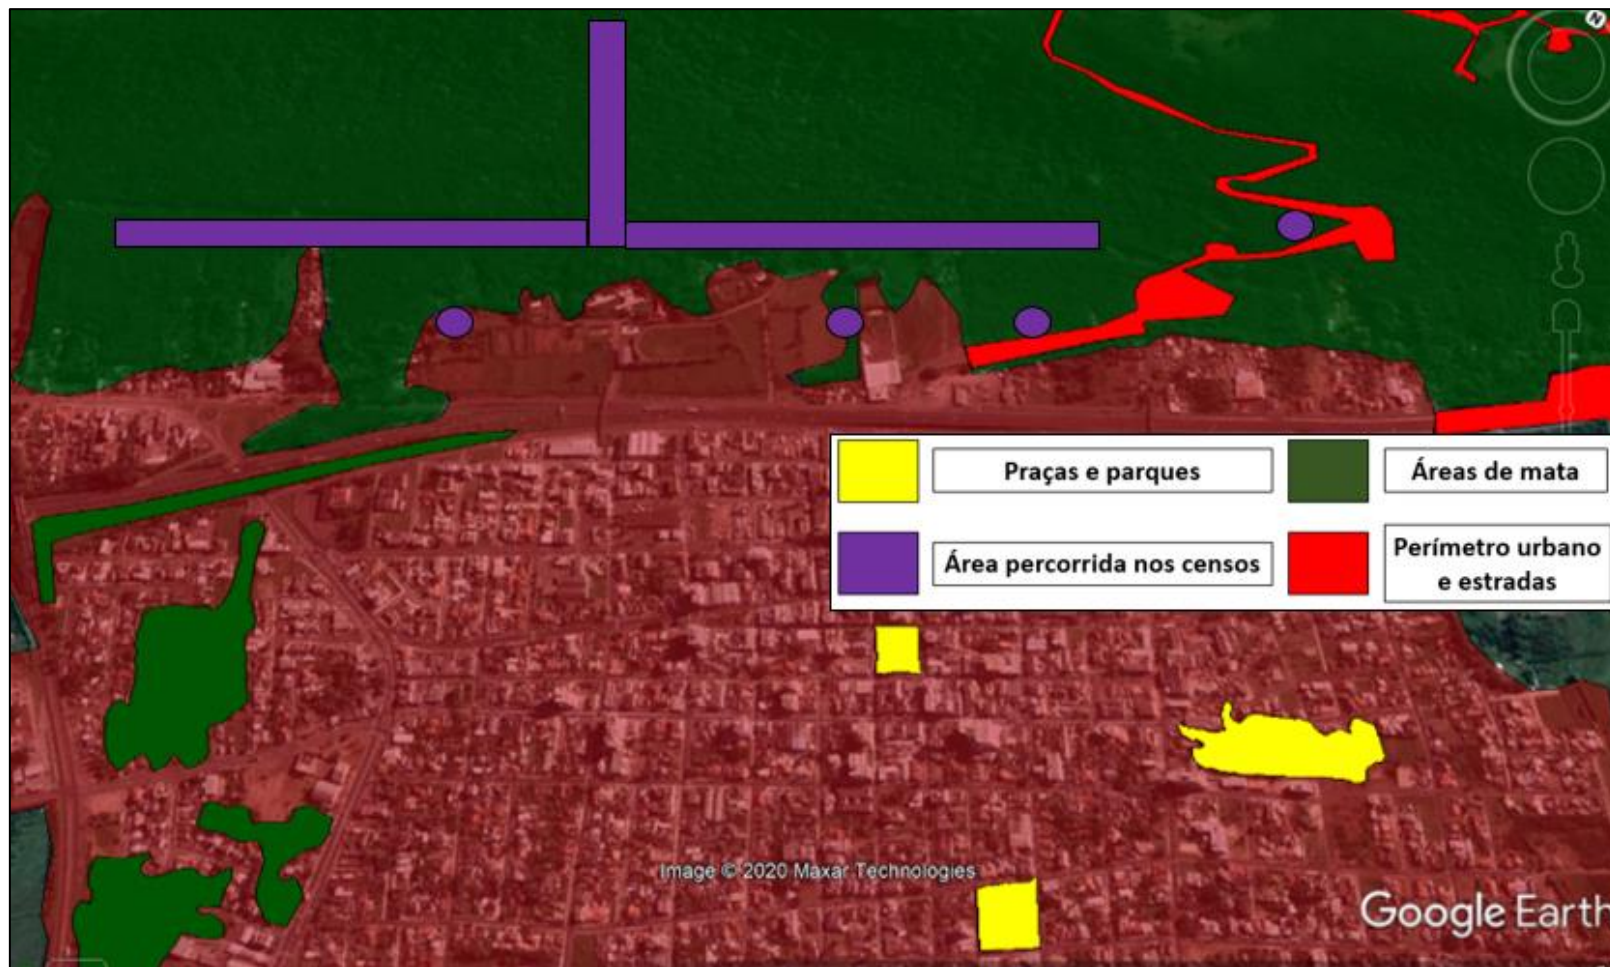 N
Praças e parques
Áreas de mata
Área percorrida nos censos
Perímetro urbano
e estradas
Image © 2020 Maxar Technologies
Google Earth